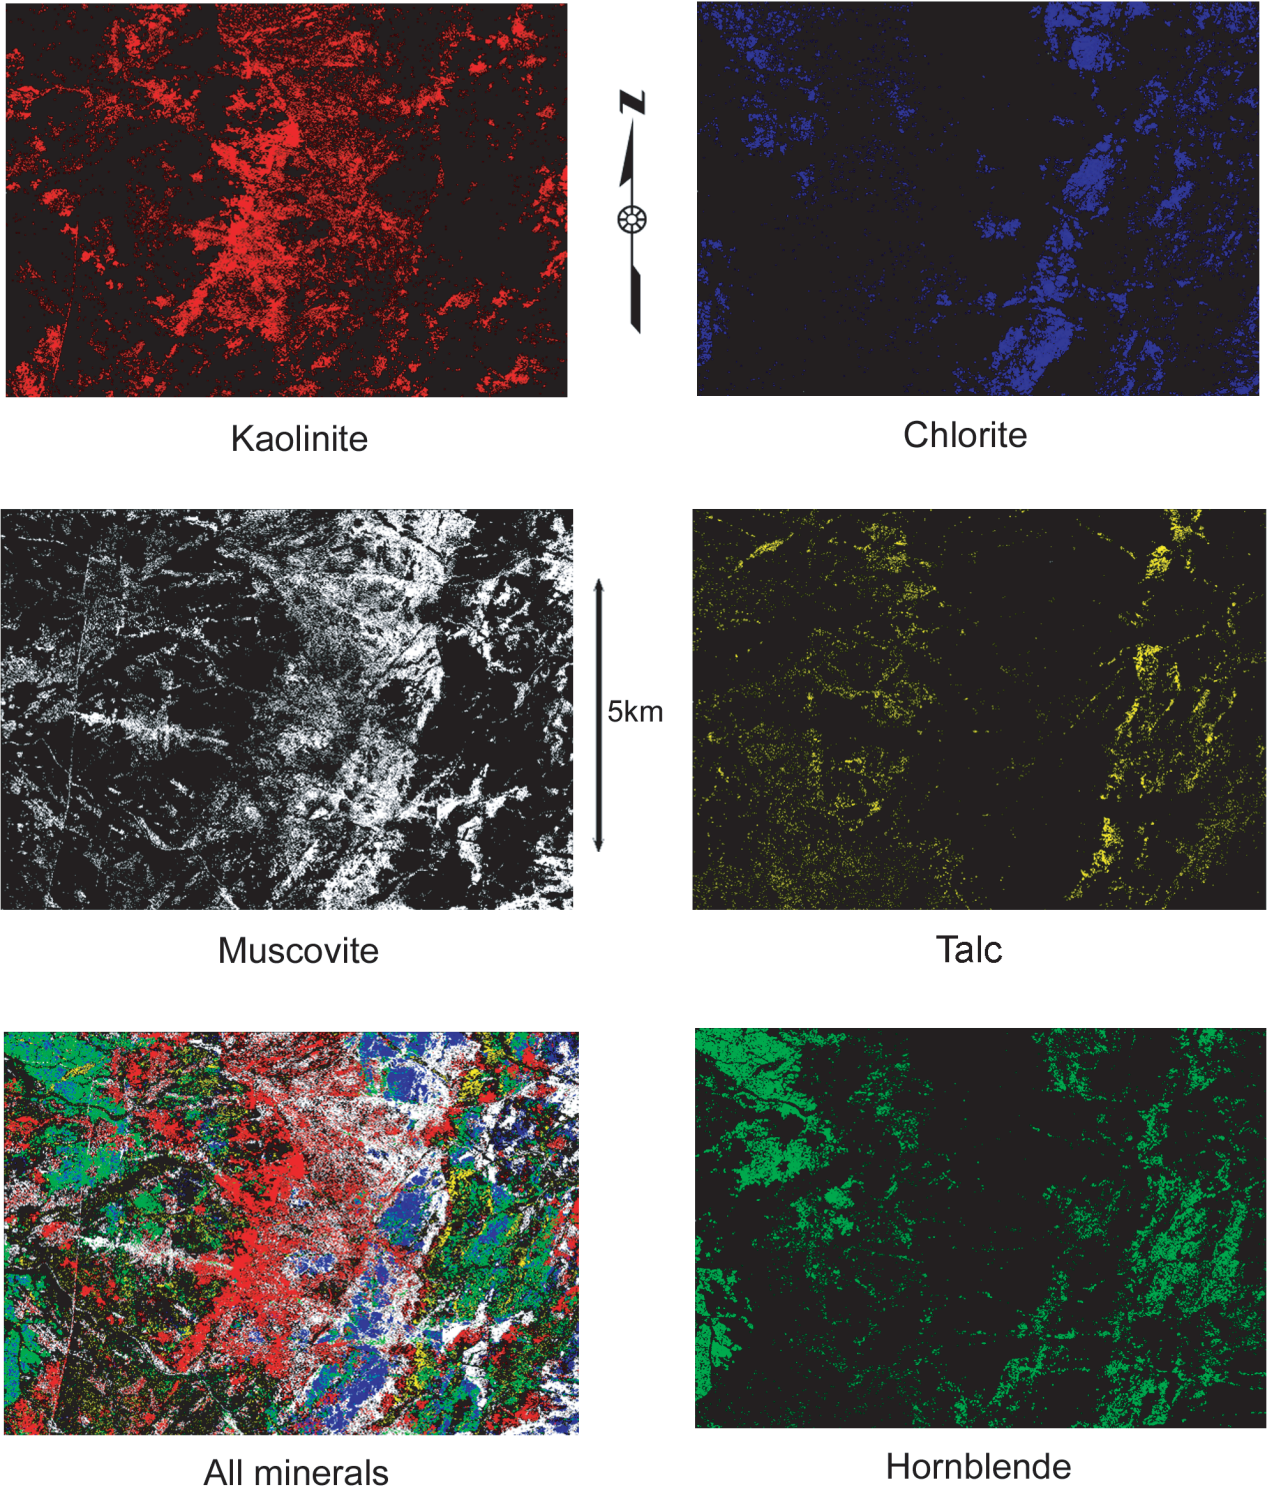 Kaolinite
N
Chlorite
Muscovite
5km
Talc
All minerals
Hornblende